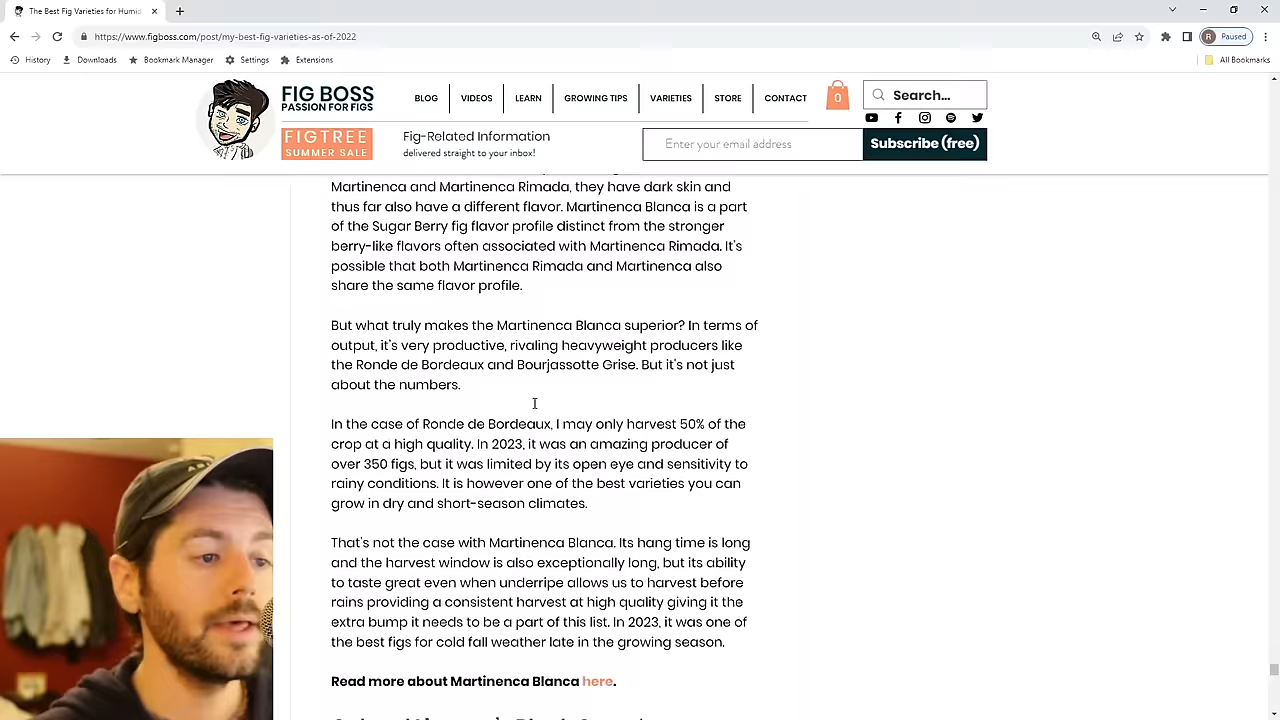 The Best Fig Varieties for Humid
https://www.figboss.com/post/my-best-fig-varieties-as-of-2022
R Paused
History Downloads Bookmark Manager Settings Extensions All Bookmarks
FIG BOSS
PASSION FOR FIGS
BLOG VIDEOS LEARN GROWING TIPS VARIETIES STORE CONTACT
0
Search...
FIGTREE
SUMMER SALE
Fig-Related Information
delivered straight to your inbox!
Enter your email address
Subscribe (free)
Martinenca and Martinenca Rimada, they have dark skin and
thus far also have a different flavor. Martinenca Blanca is a part
of the Sugar Berry fig flavor profile distinct from the stronger
berry-like flavors often associated with Martinenca Rimada. It's
possible that both Martinenca Rimada and Martinenca also
share the same flavor profile.
But what truly makes the Martinenca Blanca superior? In terms of
output, it's very productive, rivaling heavyweight producers like
the Ronde de Bordeaux and Bourjassotte Grise. But it's not just
about the numbers.
In the case of Ronde de Bordeaux, I may only harvest 50% of the
crop at a high quality. In 2023, it was an amazing producer of
over 350 figs, but it was limited by its open eye and sensitivity to
rainy conditions. It is however one of the best varieties you can
grow in dry and short-season climates.
That's not the case with Martinenca Blanca. Its hang time is long
and the harvest window is also exceptionally long, but its ability
to taste great even when underripe allows us to harvest before
rains providing a consistent harvest at high quality giving it the
extra bump it needs to be a part of this list. In 2023, it was one of
the best figs for cold fall weather late in the growing season.
Read more about Martinenca Blanca here.